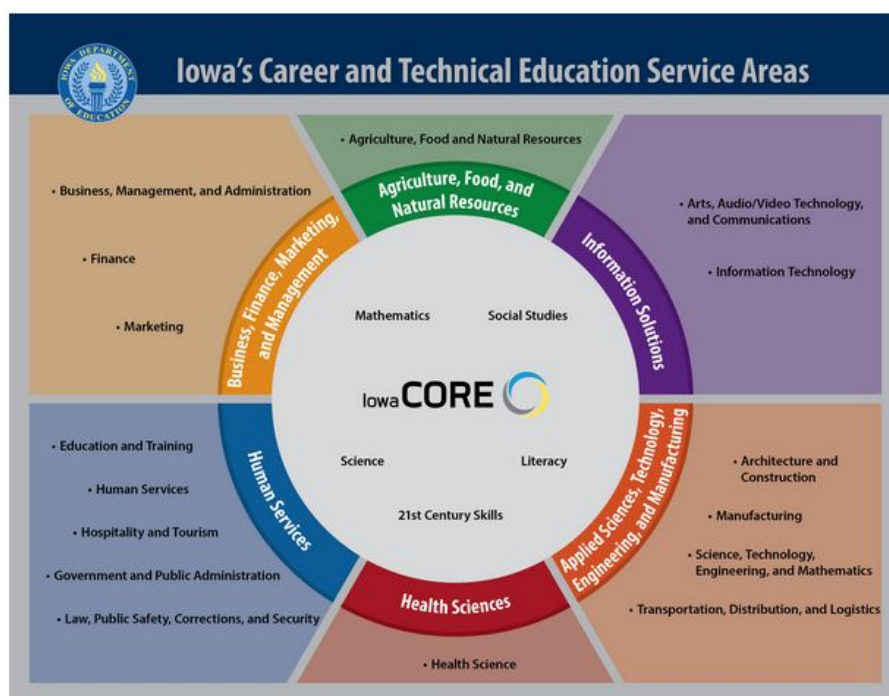 IOWA DEPARTMENT
OF EDUCATION
Iowa's Career and Technical Education Service Areas
• Agriculture, Food and Natural Resources
Agriculture, Food, and
Natural Resources
• Business, Management, and Administration
• Finance
• Marketing
Business, Finance, Marketing,
and Management
• Arts, Audio/Video Technology,
and Communications
• Information Technology
Information Solutions
Mathematics
Social Studies
Iowa CORE
Science
Literacy
21st Century Skills
• Education and Training
• Human Services
• Hospitality and Tourism
• Government and Public Administration
• Law, Public Safety, Corrections, and Security
Human Services
• Architecture and
Construction
• Manufacturing
• Science, Technology,
Engineering, and Mathematics
• Transportation, Distribution, and Logistics
Applied Sciences, Technology,
Engineering, and Manufacturing
Health Sciences
• Health Science